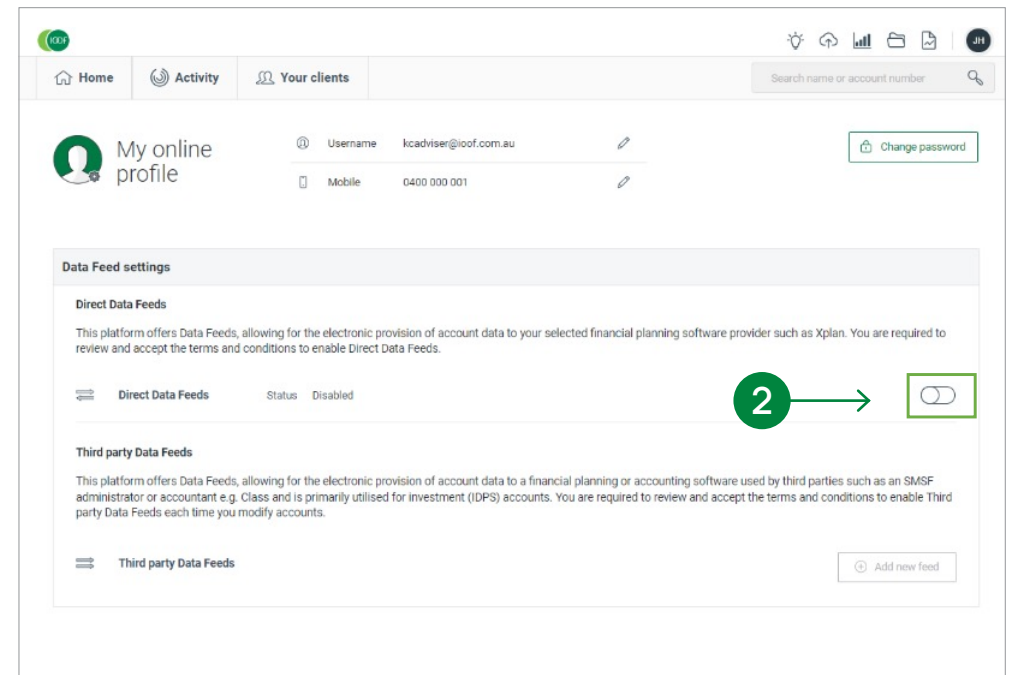 IOOF
JH
Home
Activity
Your clients
Search name or account number
My online
profile
Username kcadviser@ioof.com.au
Mobile 0400 000 001
Change password
Data Feed settings
Direct Data Feeds
This platform offers Data Feeds, allowing for the electronic provision of account data to your selected financial planning software provider such as Xplan. You are required to
review and accept the terms and conditions to enable Direct Data Feeds.
Direct Data Feeds Status Disabled
2
Third party Data Feeds
This platform offers Data Feeds, allowing for the electronic provision of account data to a financial planning or accounting software used by third parties such as an SMSF
administrator or accountant e.g. Class and is primarily utilised for investment (IDPS) accounts. You are required to review and accept the terms and conditions to enable Third
party Data Feeds each time you modify accounts.
Third party Data Feeds
Add new feed